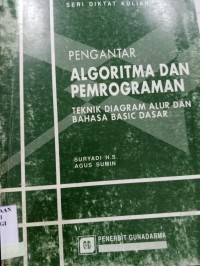 SERI DIKTAT KULIAH
PENGANTAR
ALGORITMA DAN
PEMROGRAMAN
TEKNIK DIAGRAM ALUR DAN
BAHASA BASIC DASAR
SURYADI H.S.
AGUS SUMIN
PENERBIT GUNADARMA